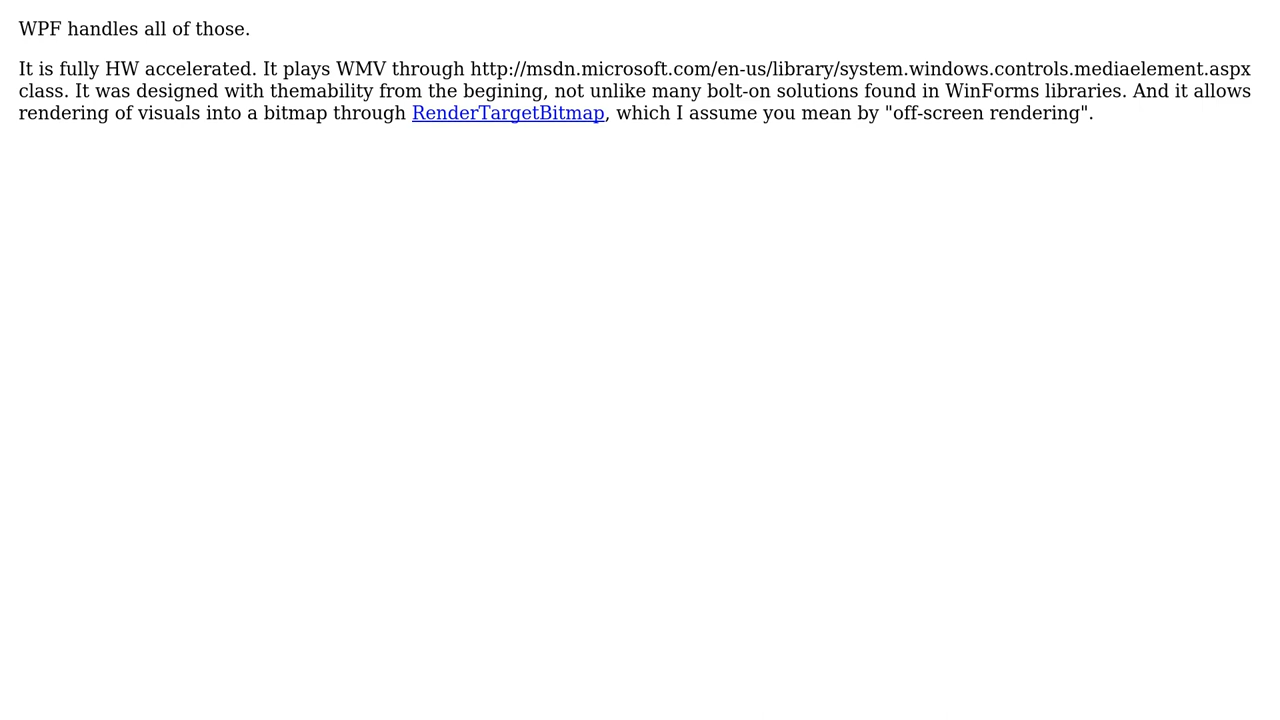 WPF handles all of those.
It is fully HW accelerated. It plays WMV through http://msdn.microsoft.com/en-us/library/system.windows.controls.mediaelement.aspx
class. It was designed with themability from the begining, not unlike many bolt-on solutions found in WinForms libraries. And it allows
rendering of visuals into a bitmap through RenderTargetBitmap, which I assume you mean by "off-screen rendering".